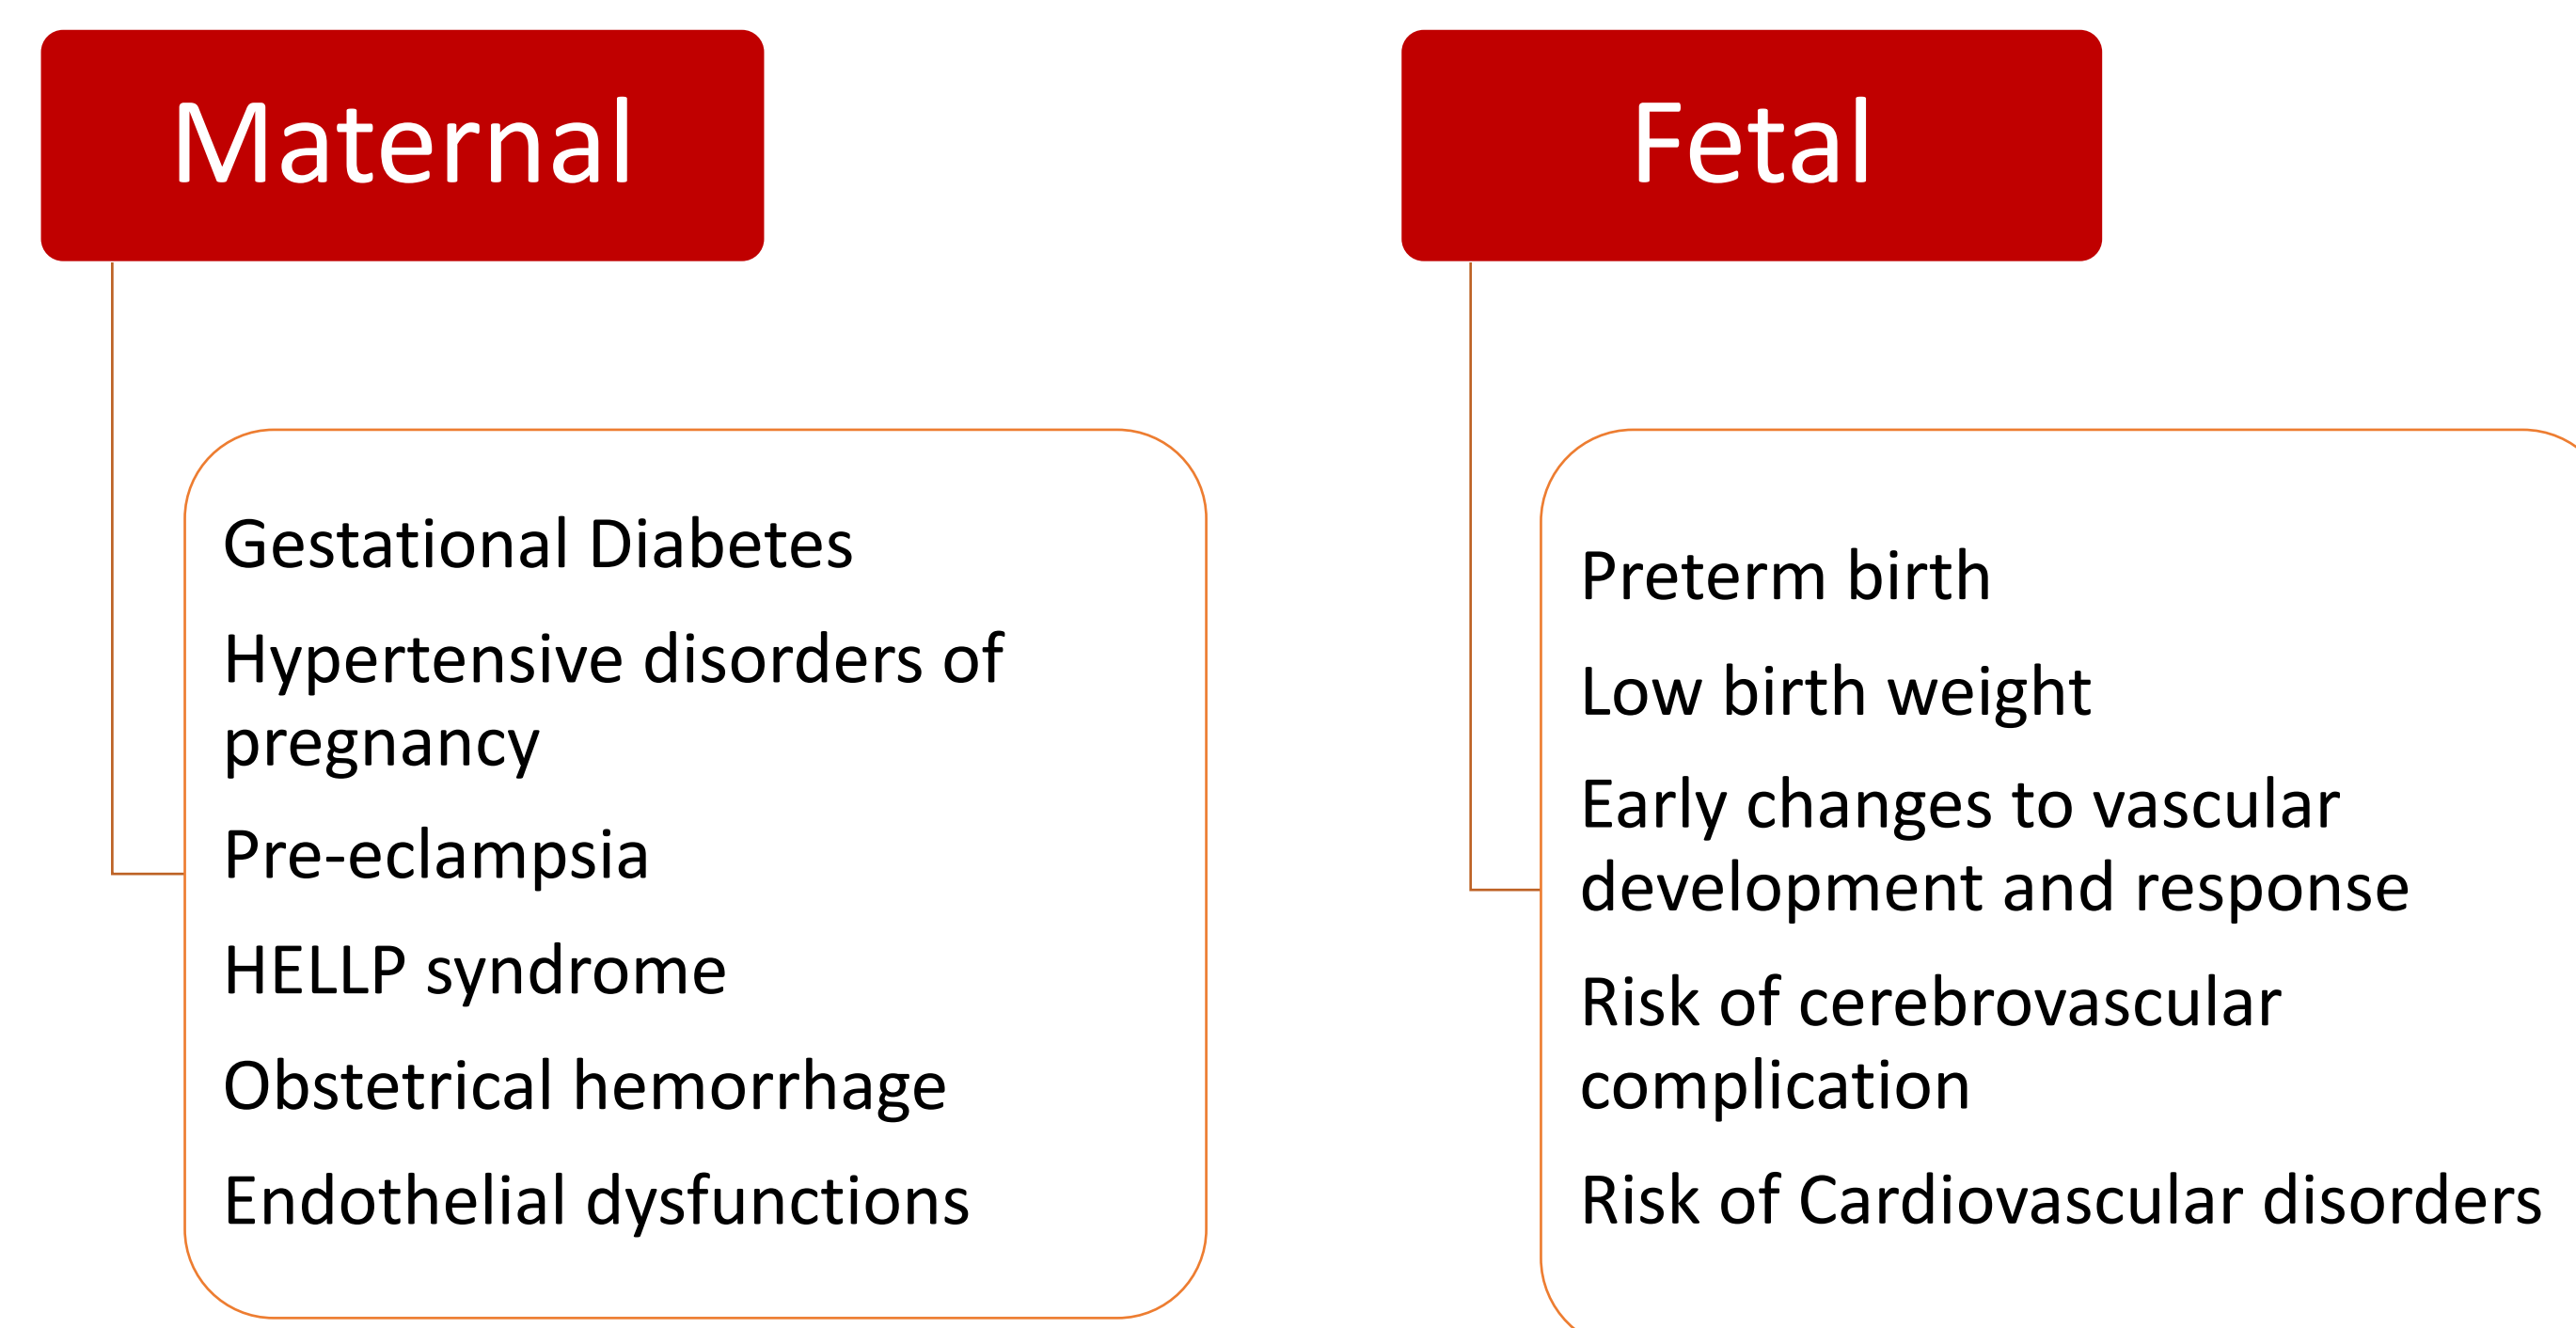 Maternal
Gestational Diabetes
Hypertensive disorders of
pregnancy
Pre-eclampsia
HELLP syndrome
Obstetrical hemorrhage
Endothelial dysfunctions
Fetal
Preterm birth
Low birth weight
Early changes to vascular
development and response
Risk of cerebrovascular
complication
Risk of Cardiovascular disorders